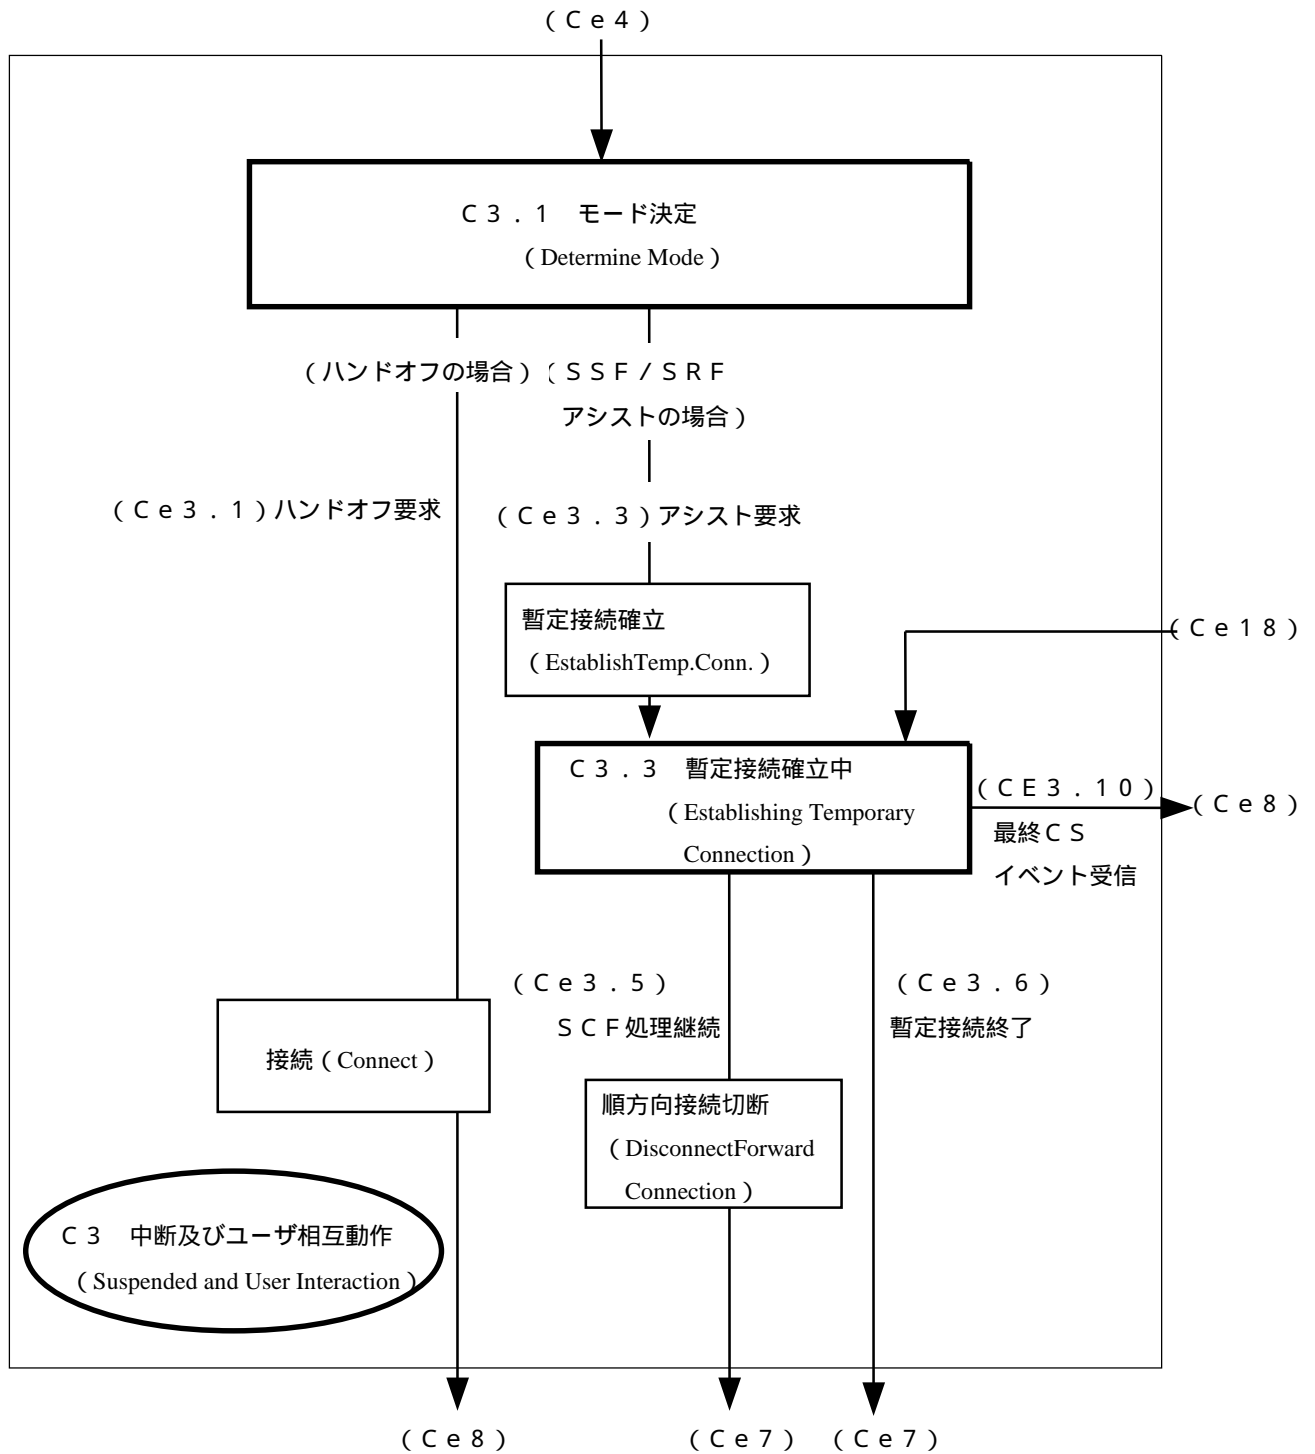 （Ｃｅ４）
Ｃ３．１　モード決定
（Determine Mode）
（ハンドオフの場合）
（ＳＳＦ／ＳＲＦ
アシストの場合）
（Ｃｅ３．１）ハンドオフ要求
（Ｃｅ３．３）アシスト要求
暫定接続確立
（EstablishTemp.Conn.）
（Ｃｅ１８）
Ｃ３．３　暫定接続確立中
（Establishing Temporary
Connection）
（ＣＥ３．１０）
最終ＣＳ
イベント受信
（Ｃｅ８）
（Ｃｅ３．５）
ＳＣＦ処理継続
（Ｃｅ３．６）
暫定接続終了
接続（Connect）
順方向接続切断
（DisconnectForward
Connection）
Ｃ３　中断及びユーザ相互動作
（Suspended and User Interaction）
（Ｃｅ８）
（Ｃｅ７）
（Ｃｅ７）